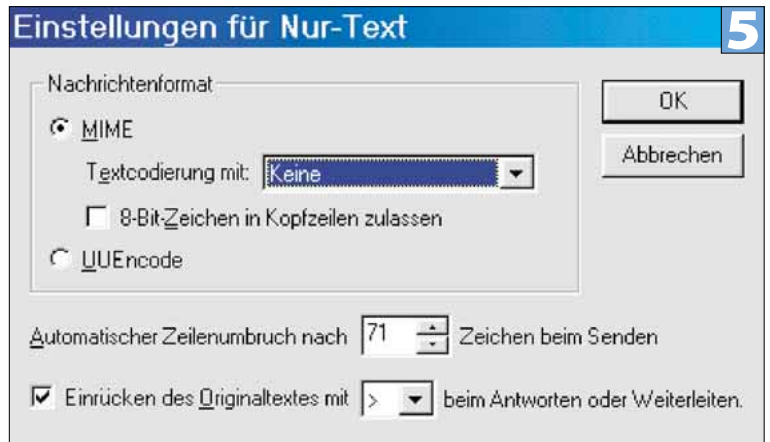 Einstellungen für Nur-Text
5
Nachrichtenformat
OK
MIME
Abbrechen
Textcodierung mit: Keine
8-Bit-Zeichen in Kopfzeilen zulassen
UUEncode
Automatischer Zeilenumbruch nach 71 Zeichen beim Senden
Einrücken des Originaltextes mit > beim Antworten oder Weiterleiten.